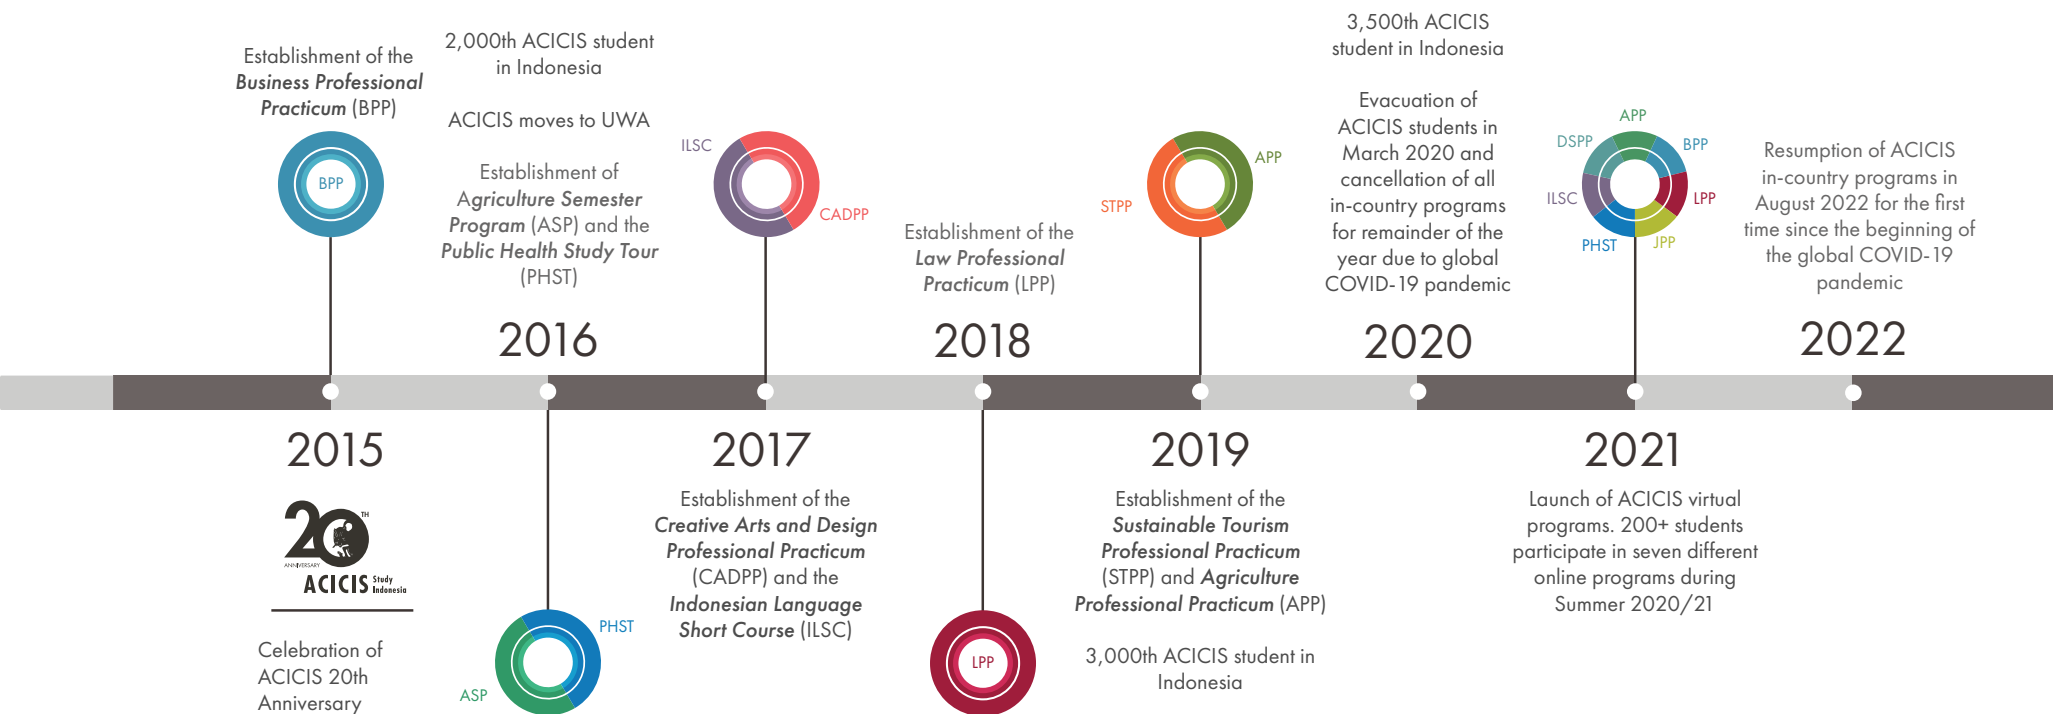 Establishment of the
Business Professional
Practicum (BPP)
BPP
2015
20TH
ANNIVERSARY
ACICIS Study
Indonesia
Celebration of
ACICIS 20th
Anniversary
2,000th ACICIS student
in Indonesia
ACICIS moves to UWA
Establishment of
Agriculture Semester
Program (ASP) and the
Public Health Study Tour
(PHST)
2016
PHST
ASP
ILSC
CADPP
2017
Establishment of the
Creative Arts and Design
Professional Practicum
(CADPP) and the
Indonesian Language
Short Course (ILSC)
Establishment of the
Law Professional
Practicum (LPP)
2018
LPP
APP
STPP
2019
Establishment of the
Sustainable Tourism
Professional Practicum
(STPP) and Agriculture
Professional Practicum (APP)
3,000th ACICIS student in
Indonesia
3,500th ACICIS
student in Indonesia
Evacuation of
ACICIS students in
March 2020 and
cancellation of all
in-country programs
for remainder of the
year due to global
COVID-19 pandemic
2020
APP
DSPP
BPP
ILSC
LPP
PHST
JPP
2021
Launch of ACICIS virtual
programs. 200+ students
participate in seven different
online programs during
Summer 2020/21
Resumption of ACICIS
in-country programs in
August 2022 for the first
time since the beginning of
the global COVID-19
pandemic
2022